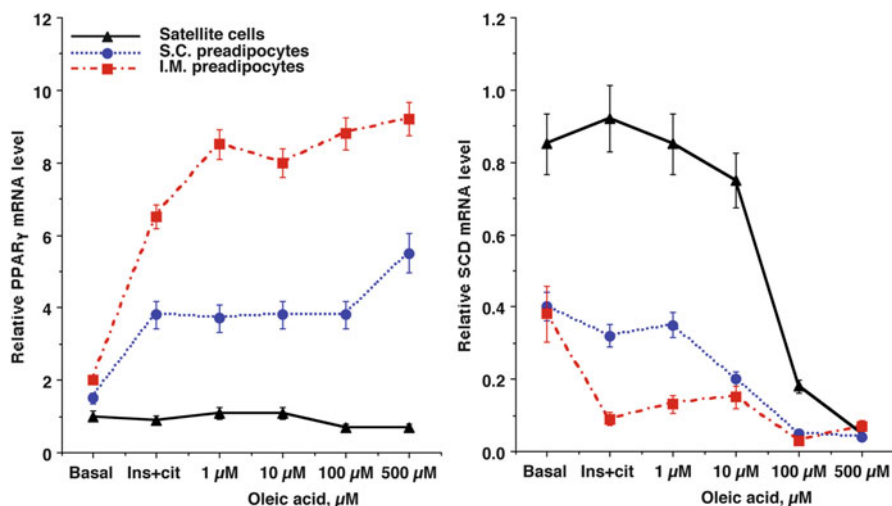 Satellite cells
S.C. preadipocytes
I.M. preadipocytes
Relative PPARγ mRNA level
12
10
8
6
4
2
0
Basal Ins+cit 1 µM 10 µM 100 µM 500 µM
Oleic acid, µM
Relative SCD mRNA level
1.2
1.0
0.8
0.6
0.4
0.2
0.0
Basal Ins+cit 1 µM 10 µM 100 µM 500 µM
Oleic acid, µM